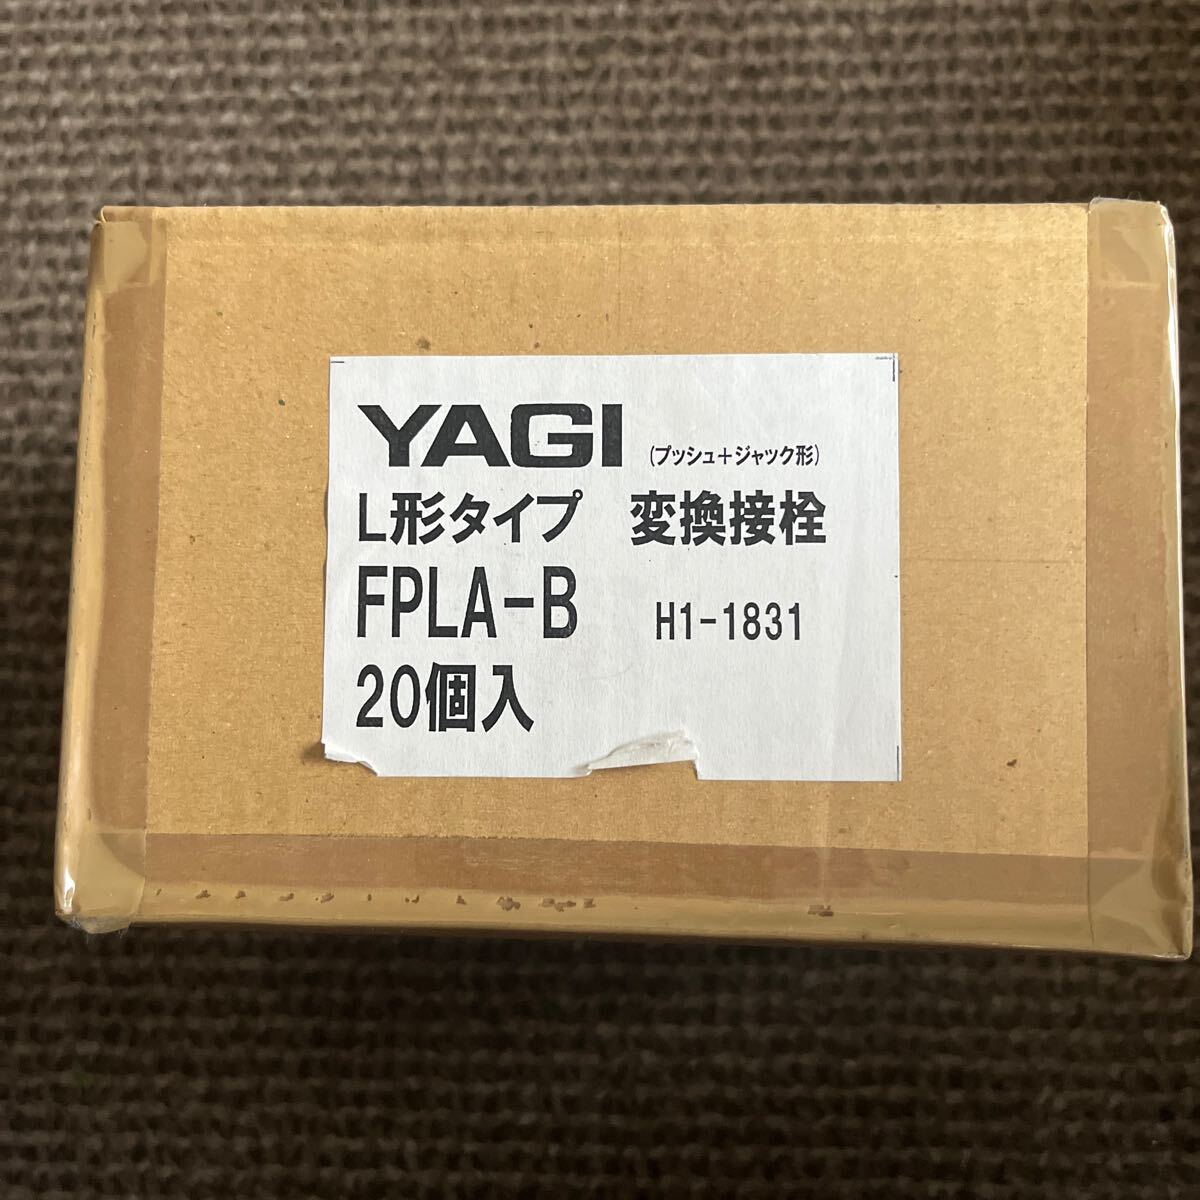 YAGI (プッシュ+ジャック形)
L形タイプ 変換接栓
FPLA-B H1-1831
20個入